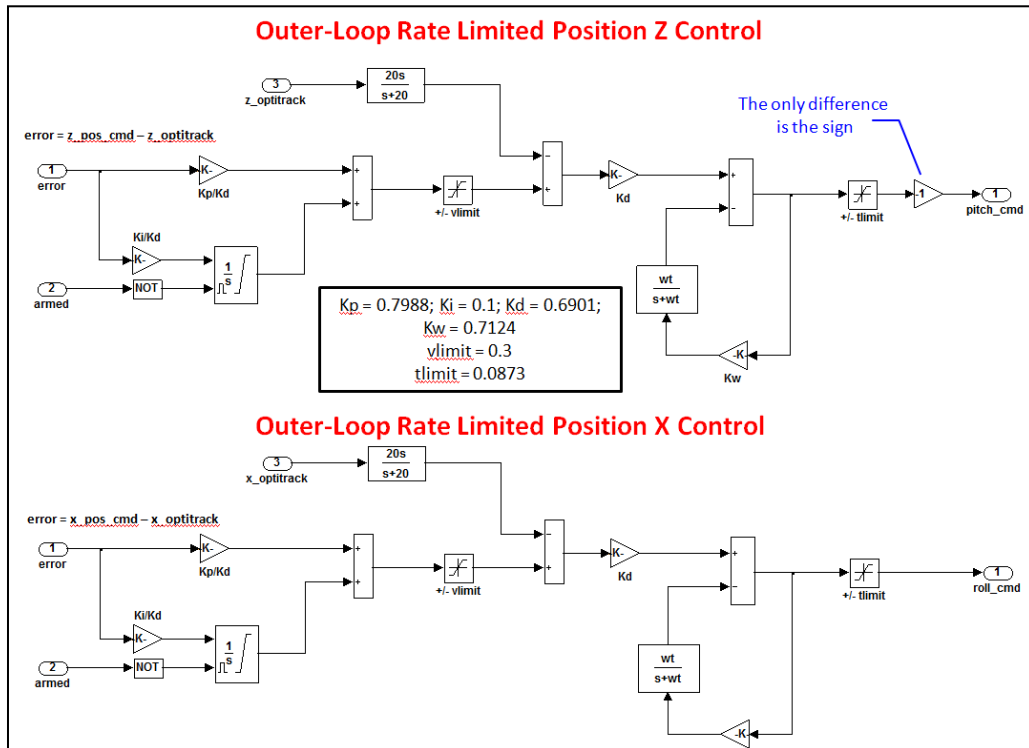 Outer-Loop Rate Limited Position Z Control
3
z_optitrack
20s
s+20
The only difference
is the sign
error = z_pos_cmd – z_optitrack
1
error
K-
Kp/Kd
+
+
+/- vlimit
−
+
K-
Kd
+
−
+/- tlimit
-1
1
pitch_cmd
Ki/Kd
K-
1
s
2
armed
NOT
wt
s+wt
-K-
Kw
Kp = 0.7988; Ki = 0.1; Kd = 0.6901;
Kw = 0.7124
vlimit = 0.3
tlimit = 0.0873
Outer-Loop Rate Limited Position X Control
3
x_optitrack
20s
s+20
error = x_pos_cmd – x_optitrack
1
error
K-
Kp/Kd
+
+
+/- vlimit
−
+
K-
Kd
+
−
+/- tlimit
1
roll_cmd
Ki/Kd
K-
1
s
2
armed
NOT
wt
s+wt
-K-